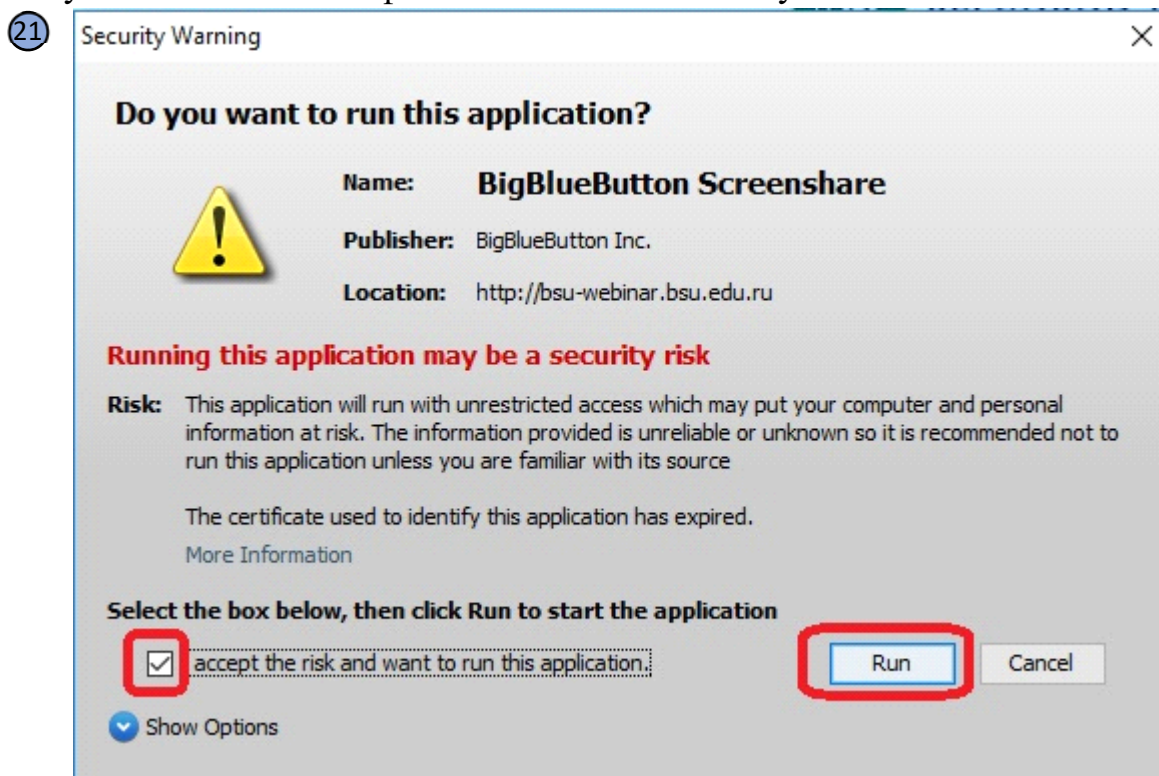 21
Security Warning
Do you want to run this application?
Name: BigBlueButton Screenshare
Publisher: BigBlueButton Inc.
Location: http://bsu-webinar.bsu.edu.ru
Running this application may be a security risk
Risk: This application will run with unrestricted access which may put your computer and personal
information at risk. The information provided is unreliable or unknown so it is recommended not to
run this application unless you are familiar with its source
The certificate used to identify this application has expired.
More Information
Select the box below, then click Run to start the application
accept the risk and want to run this application.
Run Cancel
Show Options